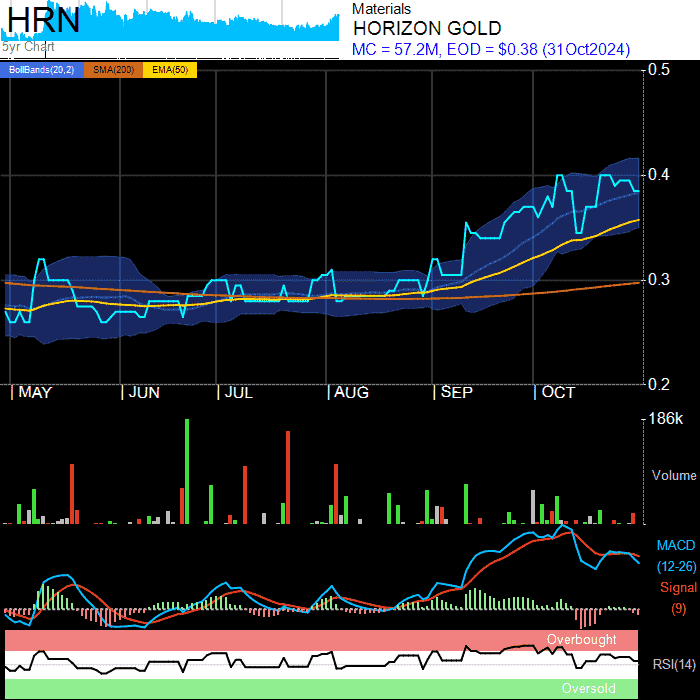 HRN
5yr Chart
Materials
HORIZON GOLD
MC = 57.2M, EOD = $0.38 (31Oct2024)
BollBands(20,2) SMA(200) EMA(50)
0.5
0.4
0.3
0.2
MAY JUN JUL AUG SEP OCT
186k
Volume
MACD
(12-26)
Signal
(9)
Overbought
RSI(14)
Oversold